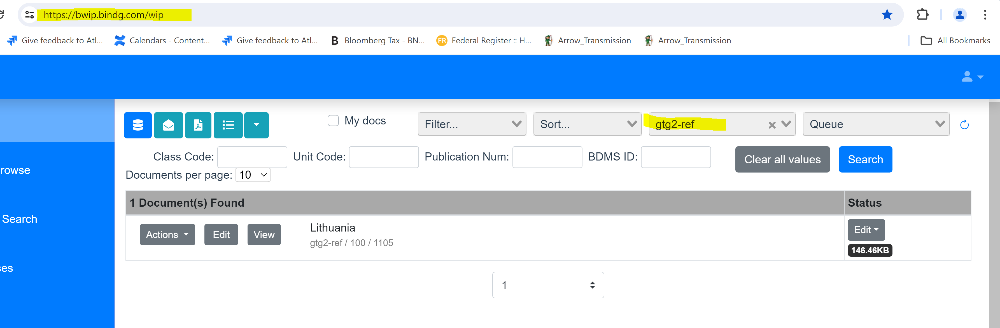 https://bwip.bindg.com/wip
Give feedback to Atl... Calendars - Content... Give feedback to Atl... B Bloomberg Tax - BN... FR Federal Register :: H... Arrow_Transmission Arrow_Transmission All Bookmarks
My docs Filter... Sort... gtg2-ref Queue
Class Code: Unit Code: Publication Num: BDMS ID: Clear all values Search
rowse
Documents per page: 10
1 Document(s) Found Status
Search
Actions Edit View Lithuania Edit
gtg2-ref / 100 / 1105 146.46KB
ses
1